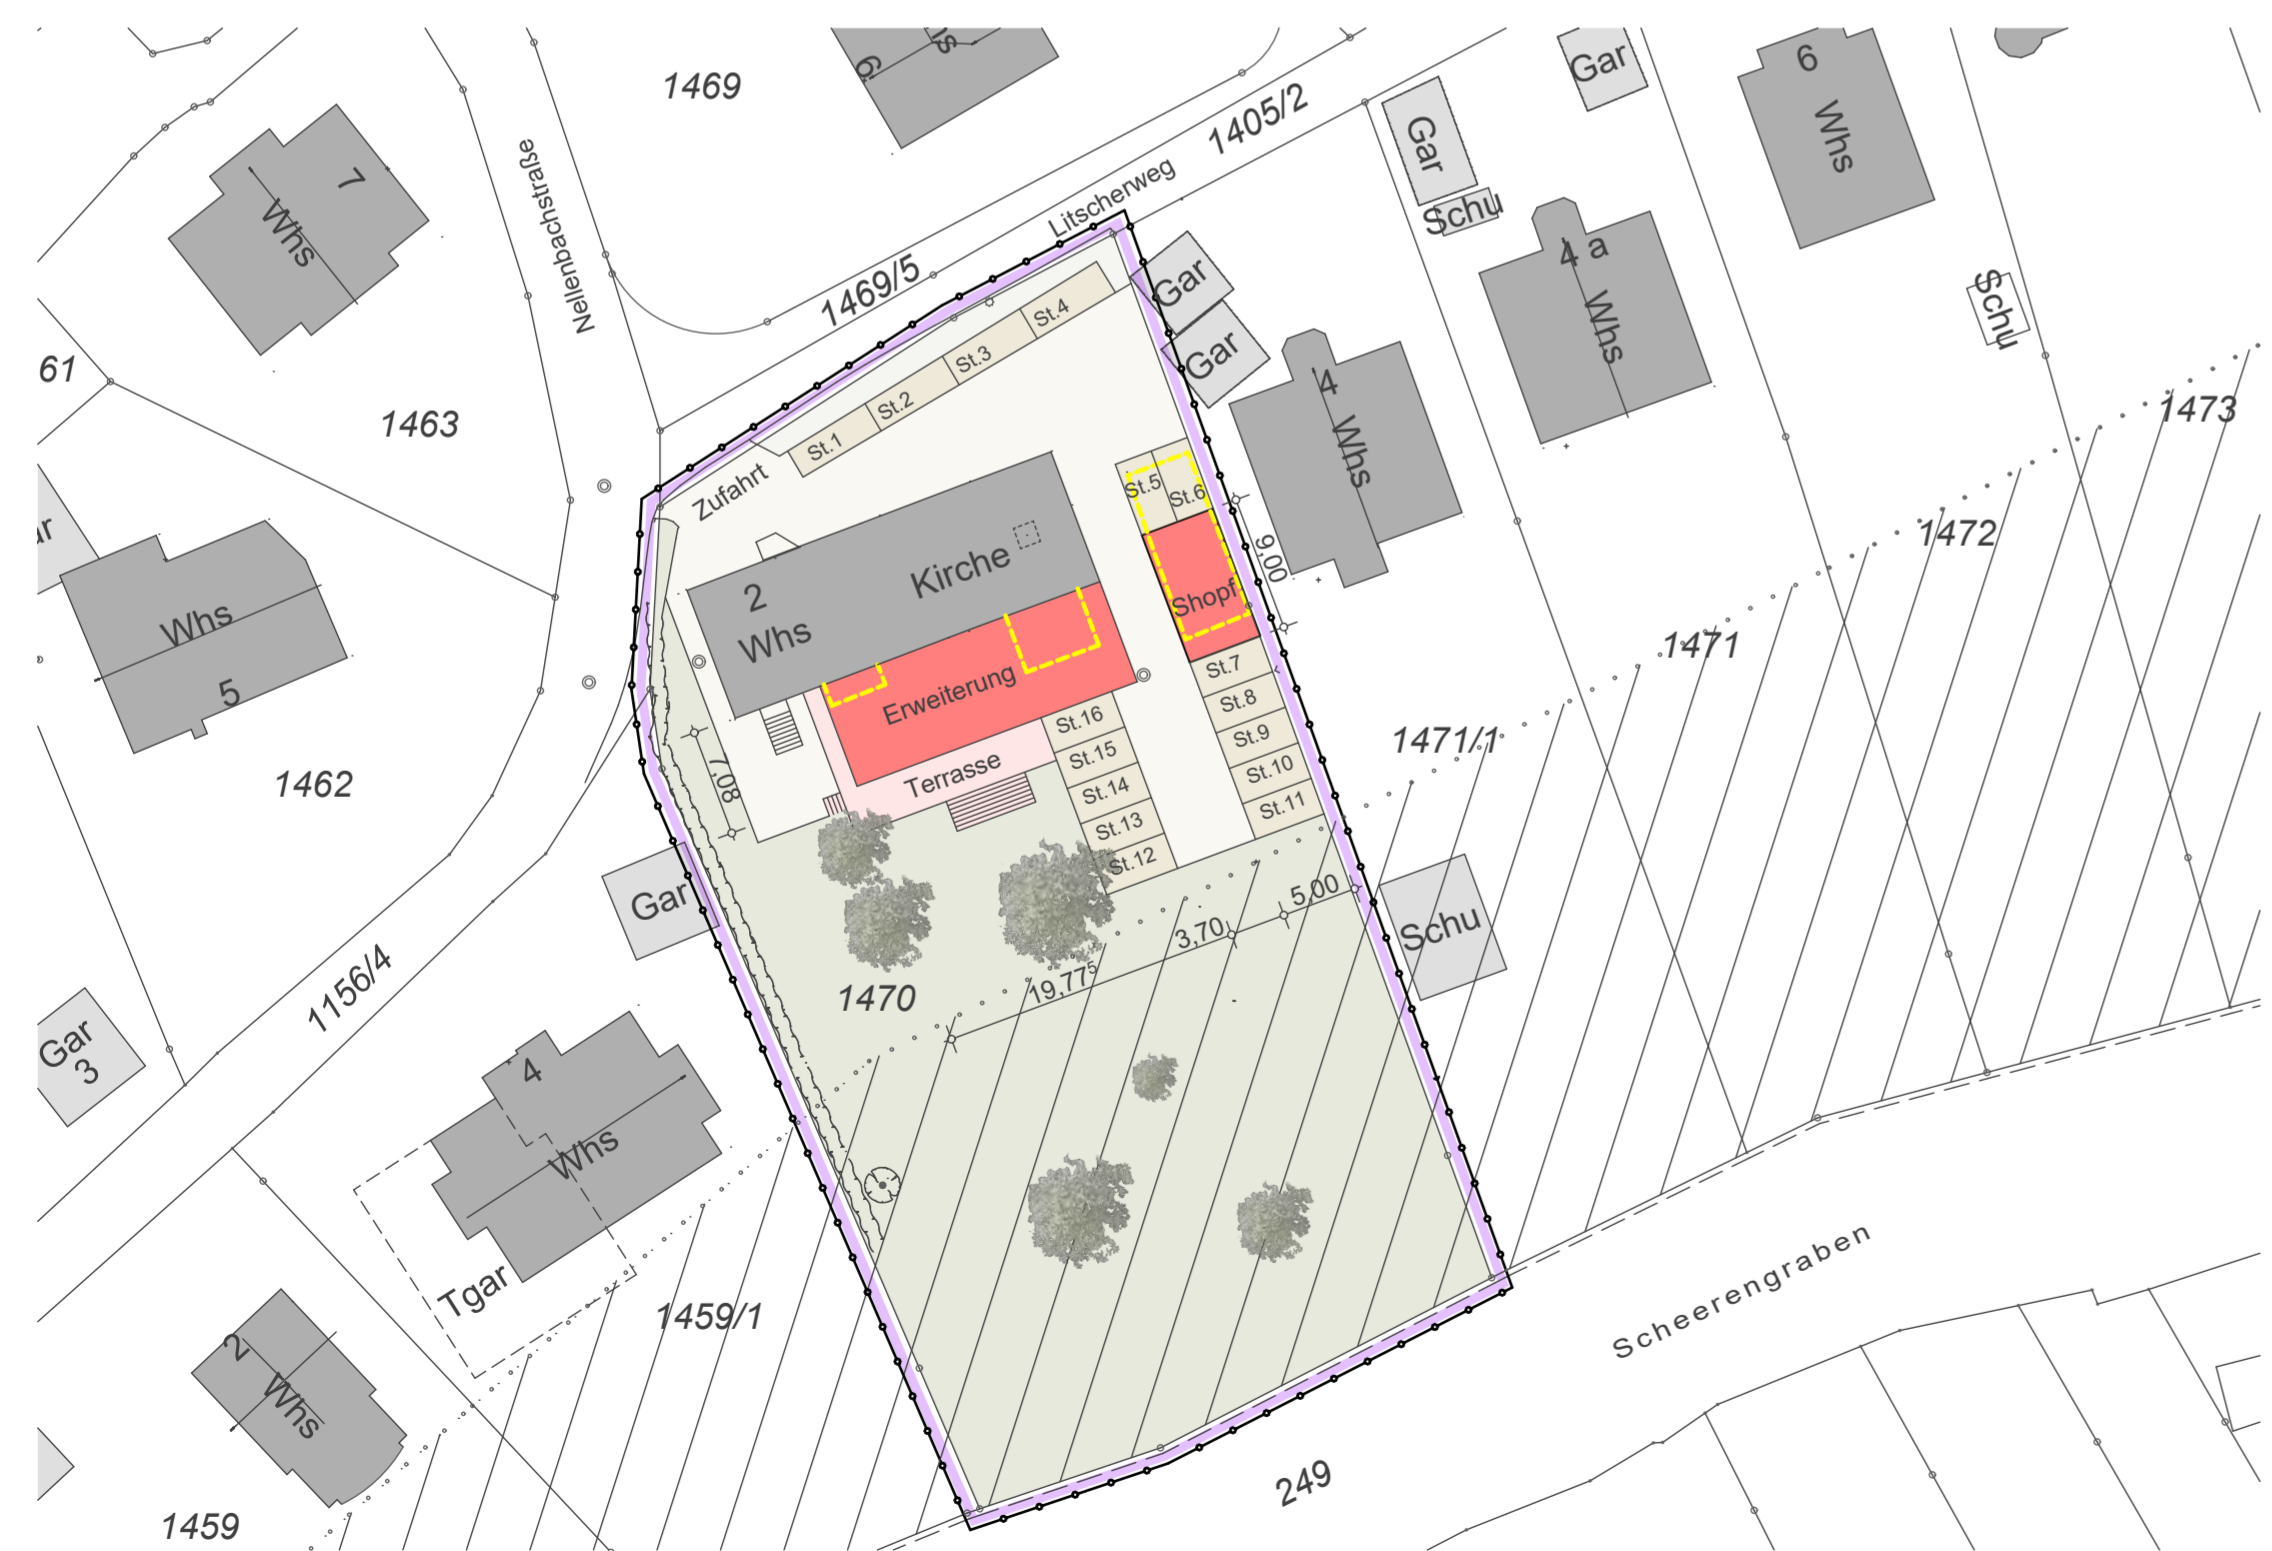 1469
6
1405/2
Gar
6
Whs
Nellenbachstraße
Litscherweg
Gar
Schu
7
Whs
4 a
Whs
1469/5
Gar
Gar
Schu
61
1463
St.4
St.3
St.2
St.1
4
Whs
1473
Zufahrt
St.5
St.6
1472
9,00
Kirche
2
Whs
Shopf
Whs
5
Erweiterung
1471
St.7
St.8
St.9
St.10
St.11
St.16
St.15
St.14
St.13
St.12
1471/1
Terrasse
7,08
1462
Gar
5,00
3,70
19,77⁵
Schu
1470
1156/4
Gar
3
4
Whs
Tgar
1459/1
Scheerengraben
2
Whs
249
1459